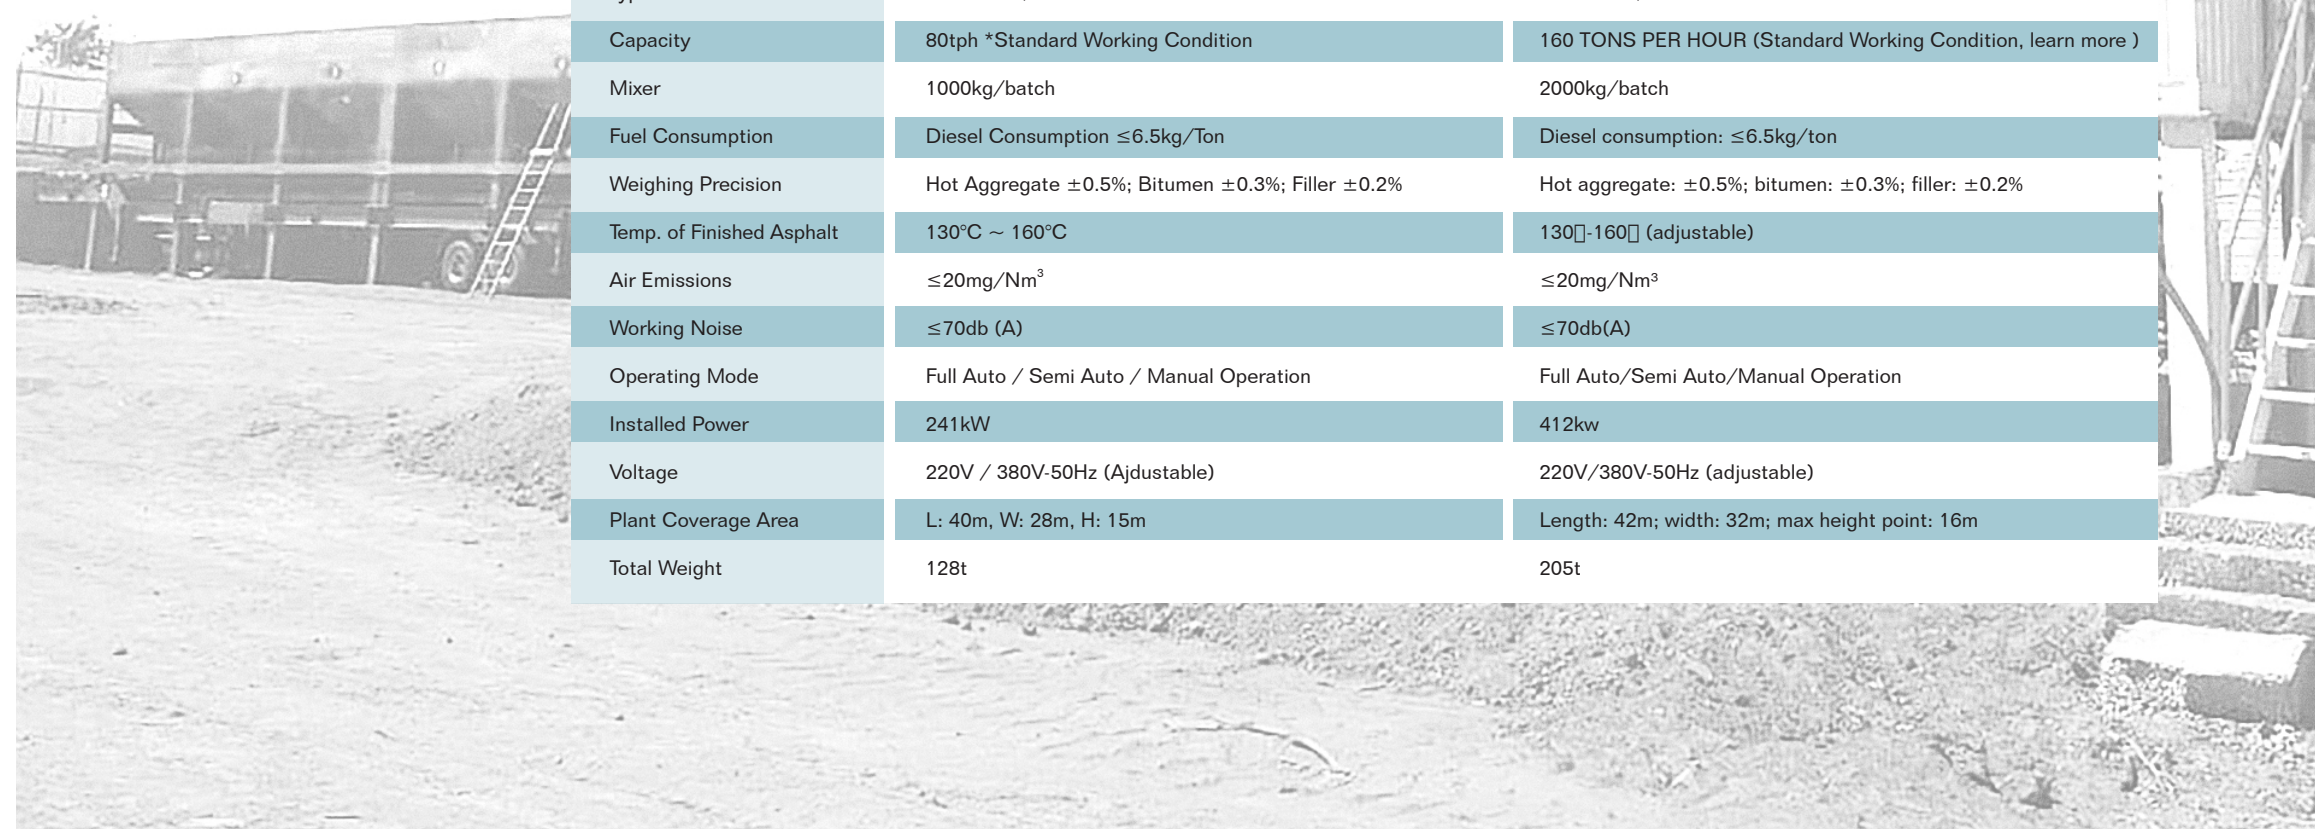 Capacity 80tph *Standard Working Condition 160 TONS PER HOUR (Standard Working Condition, learn more )
Mixer 1000kg/batch 2000kg/batch
Fuel Consumption Diesel Consumption ≤6.5kg/Ton Diesel consumption: ≤6.5kg/ton
Weighing Precision Hot Aggregate ±0.5%; Bitumen ±0.3%; Filler ±0.2% Hot aggregate: ±0.5%; bitumen: ±0.3%; filler: ±0.2%
Temp. of Finished Asphalt 130°C ~ 160°C 130▯-160▯ (adjustable)
Air Emissions ≤20mg/Nm³ ≤20mg/Nm³
Working Noise ≤70db (A) ≤70db(A)
Operating Mode Full Auto / Semi Auto / Manual Operation Full Auto/Semi Auto/Manual Operation
Installed Power 241kW 412kw
Voltage 220V / 380V-50Hz (Ajdustable) 220V/380V-50Hz (adjustable)
Plant Coverage Area L: 40m, W: 28m, H: 15m Length: 42m; width: 32m; max height point: 16m
Total Weight 128t 205t